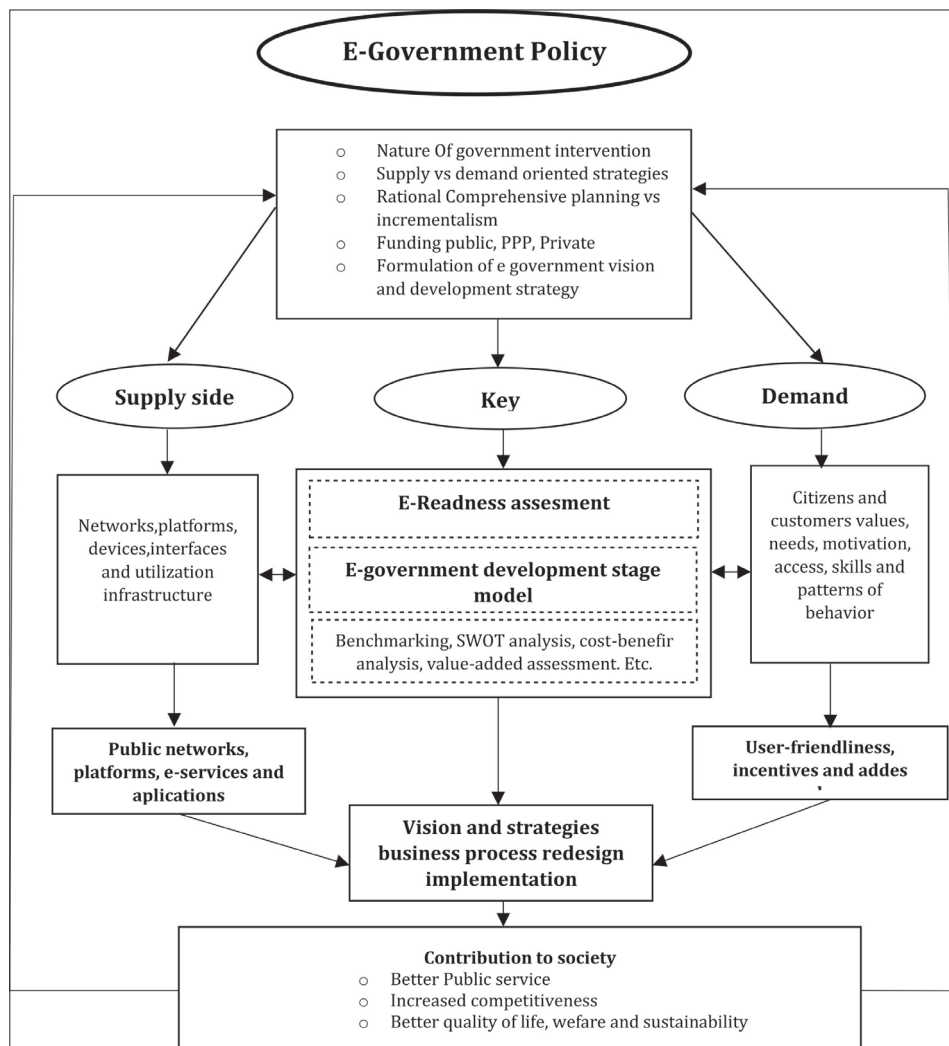 E-Government Policy
o Nature Of government intervention
o Supply vs demand oriented strategies
o Rational Comprehensive planning vs
incrementalism
o Funding public, PPP, Private
o Formulation of e government vision
and development strategy
Supply side
Key
Demand
Networks,platforms,
devices,interfaces
and utilization
infrastructure
E-Readness assesment
E-government development stage
model
Benchmarking, SWOT analysis, cost-benefir
analysis, value-added assessment. Etc.
Citizens and
customers values,
needs, motivation,
access, skills and
patterns of
behavior
Public networks,
platforms, e-services and
aplications
User-friendliness,
incentives and addes
Vision and strategies
business process redesign
implementation
Contribution to society
o Better Public service
o Increased competitiveness
o Better quality of life, wefare and sustainability